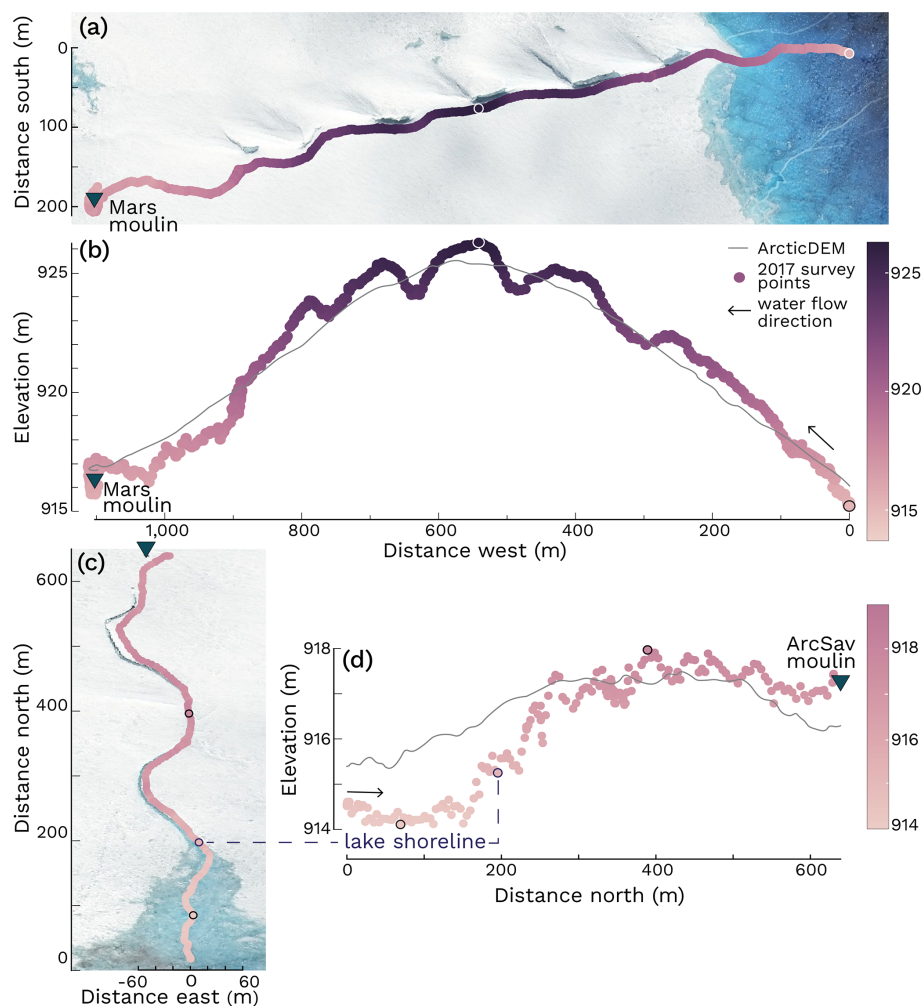 (a)
Distance south (m)
0
100
200
Mars
moulin
(b)
Elevation (m)
925
920
915
ArcticDEM
2017 survey
points
water flow
direction
Mars
moulin
1,000
800
600
400
200
0
Distance west (m)
925
920
915
(c)
Distance north (m)
600
400
200
0
-60
0
60
Distance east (m)
(d)
Elevation (m)
918
916
914
ArcSav
moulin
lake shoreline
0
200
400
600
Distance north (m)
918
916
914